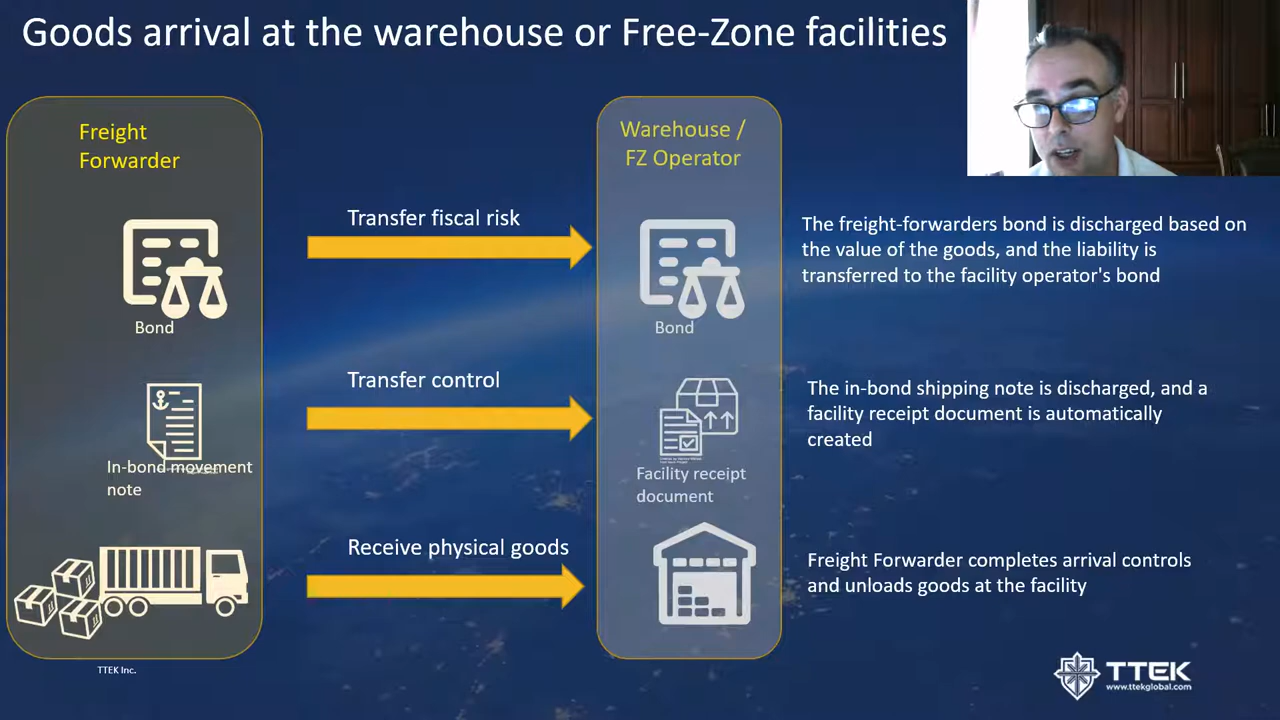 Goods arrival at the warehouse or Free-Zone facilities
Freight
Forwarder
Bond
In-bond movement
note
Transfer fiscal risk
Transfer control
Receive physical goods
Warehouse /
FZ Operator
Bond
Facility receipt
document
The freight-forwarders bond is discharged based on
the value of the goods, and the liability is
transferred to the facility operator's bond
The in-bond shipping note is discharged, and a
facility receipt document is automatically
created
Freight Forwarder completes arrival controls
and unloads goods at the facility
TTEK Inc.
TTEK
www.ttekglobal.com